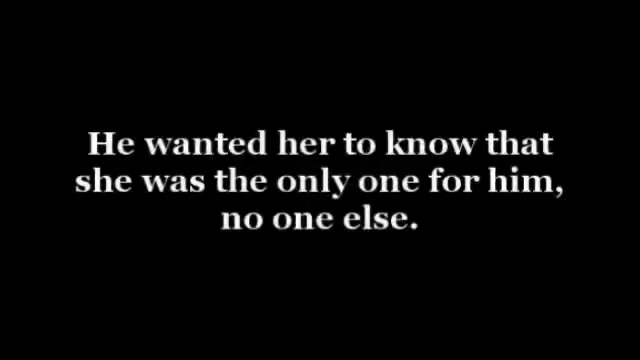 He wanted her to know that
she was the only one for him,
no one else.